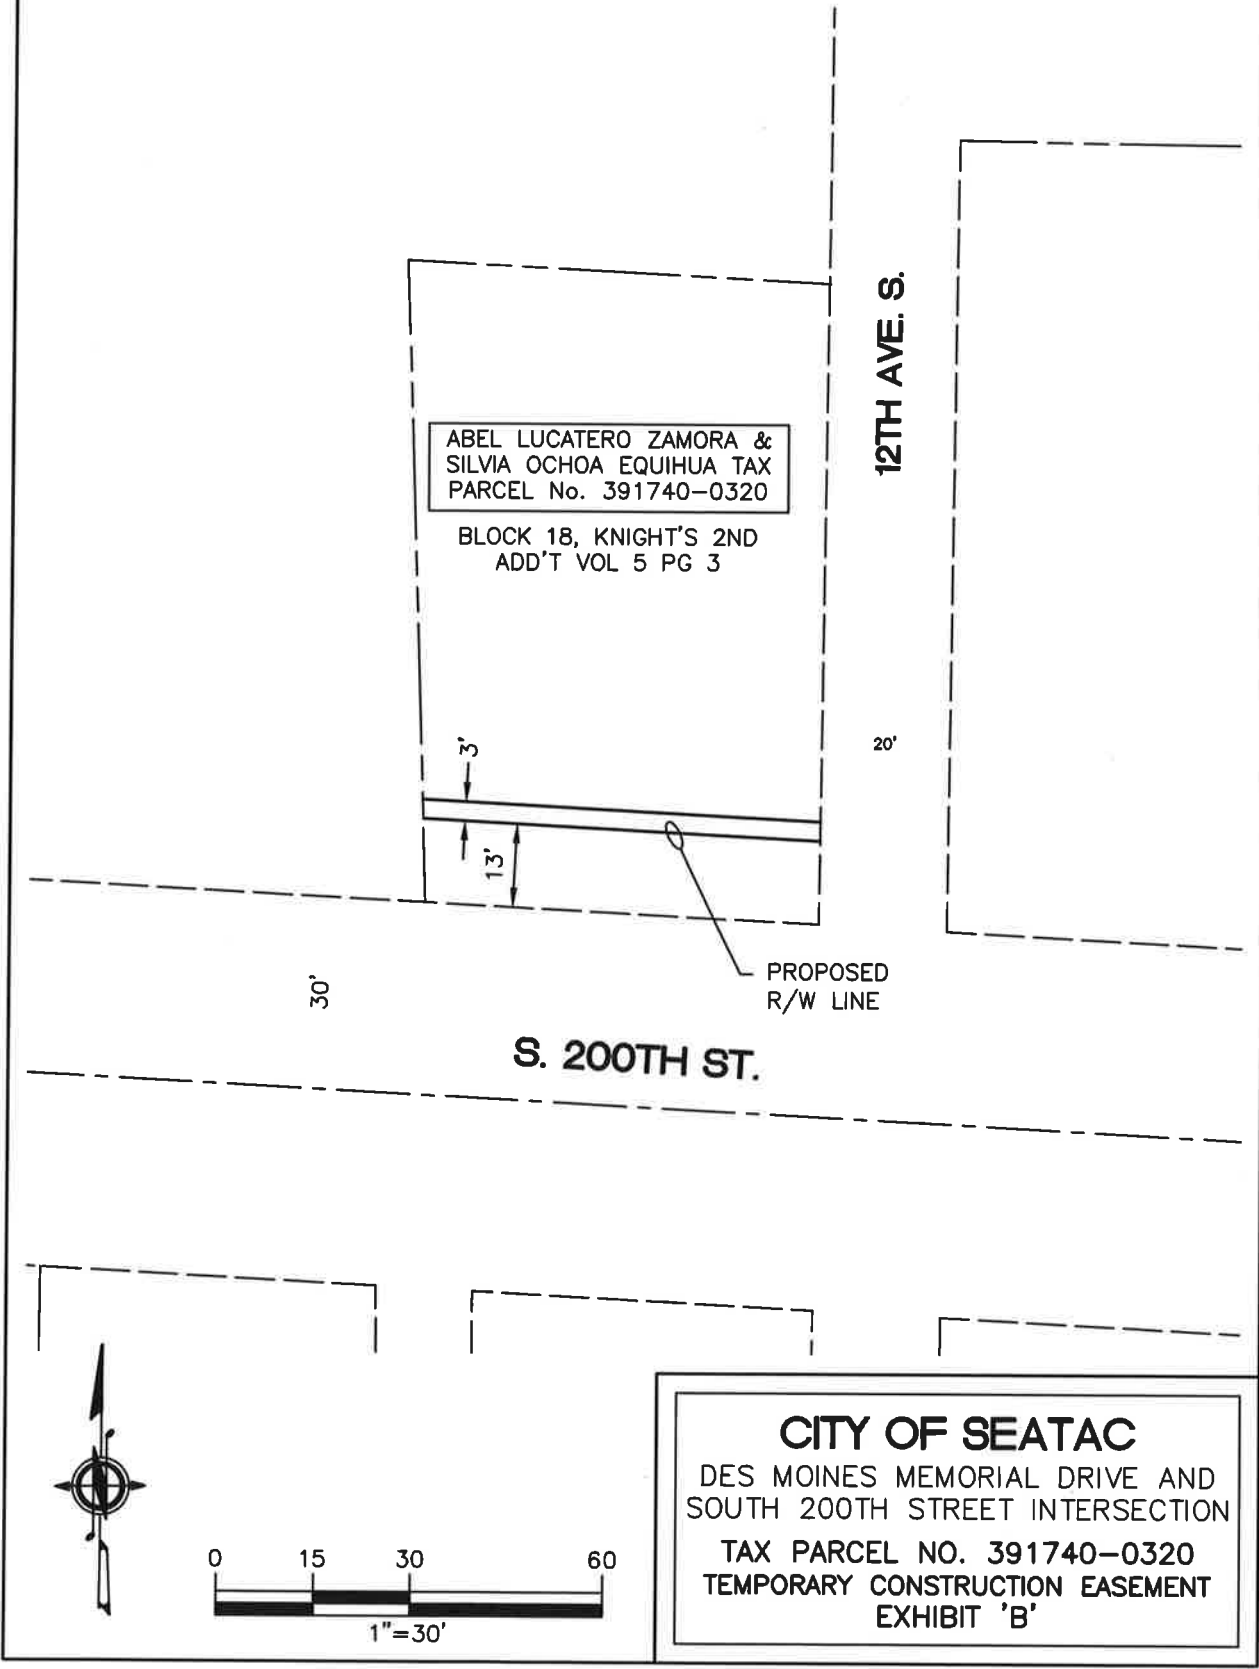 12TH AVE. S.
ABEL LUCATERO ZAMORA &
SILVIA OCHOA EQUIHUA TAX
PARCEL No. 391740-0320
BLOCK 18, KNIGHT'S 2ND
ADD'T VOL 5 PG 3
3'
20'
13'
PROPOSED
R/W LINE
30'
S. 200TH ST.
0 15 30 60
1"=30'
CITY OF SEATAC
DES MOINES MEMORIAL DRIVE AND
SOUTH 200TH STREET INTERSECTION
TAX PARCEL NO. 391740-0320
TEMPORARY CONSTRUCTION EASEMENT
EXHIBIT 'B'